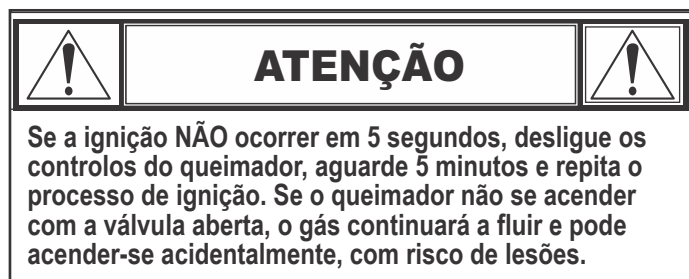 ATENÇÃO
Se a ignição NÃO ocorrer em 5 segundos, desligue os
controlos do queimador, aguarde 5 minutos e repita o
processo de ignição. Se o queimador não se acender
com a válvula aberta, o gás continuará a fluir e pode
acender-se acidentalmente, com risco de lesões.